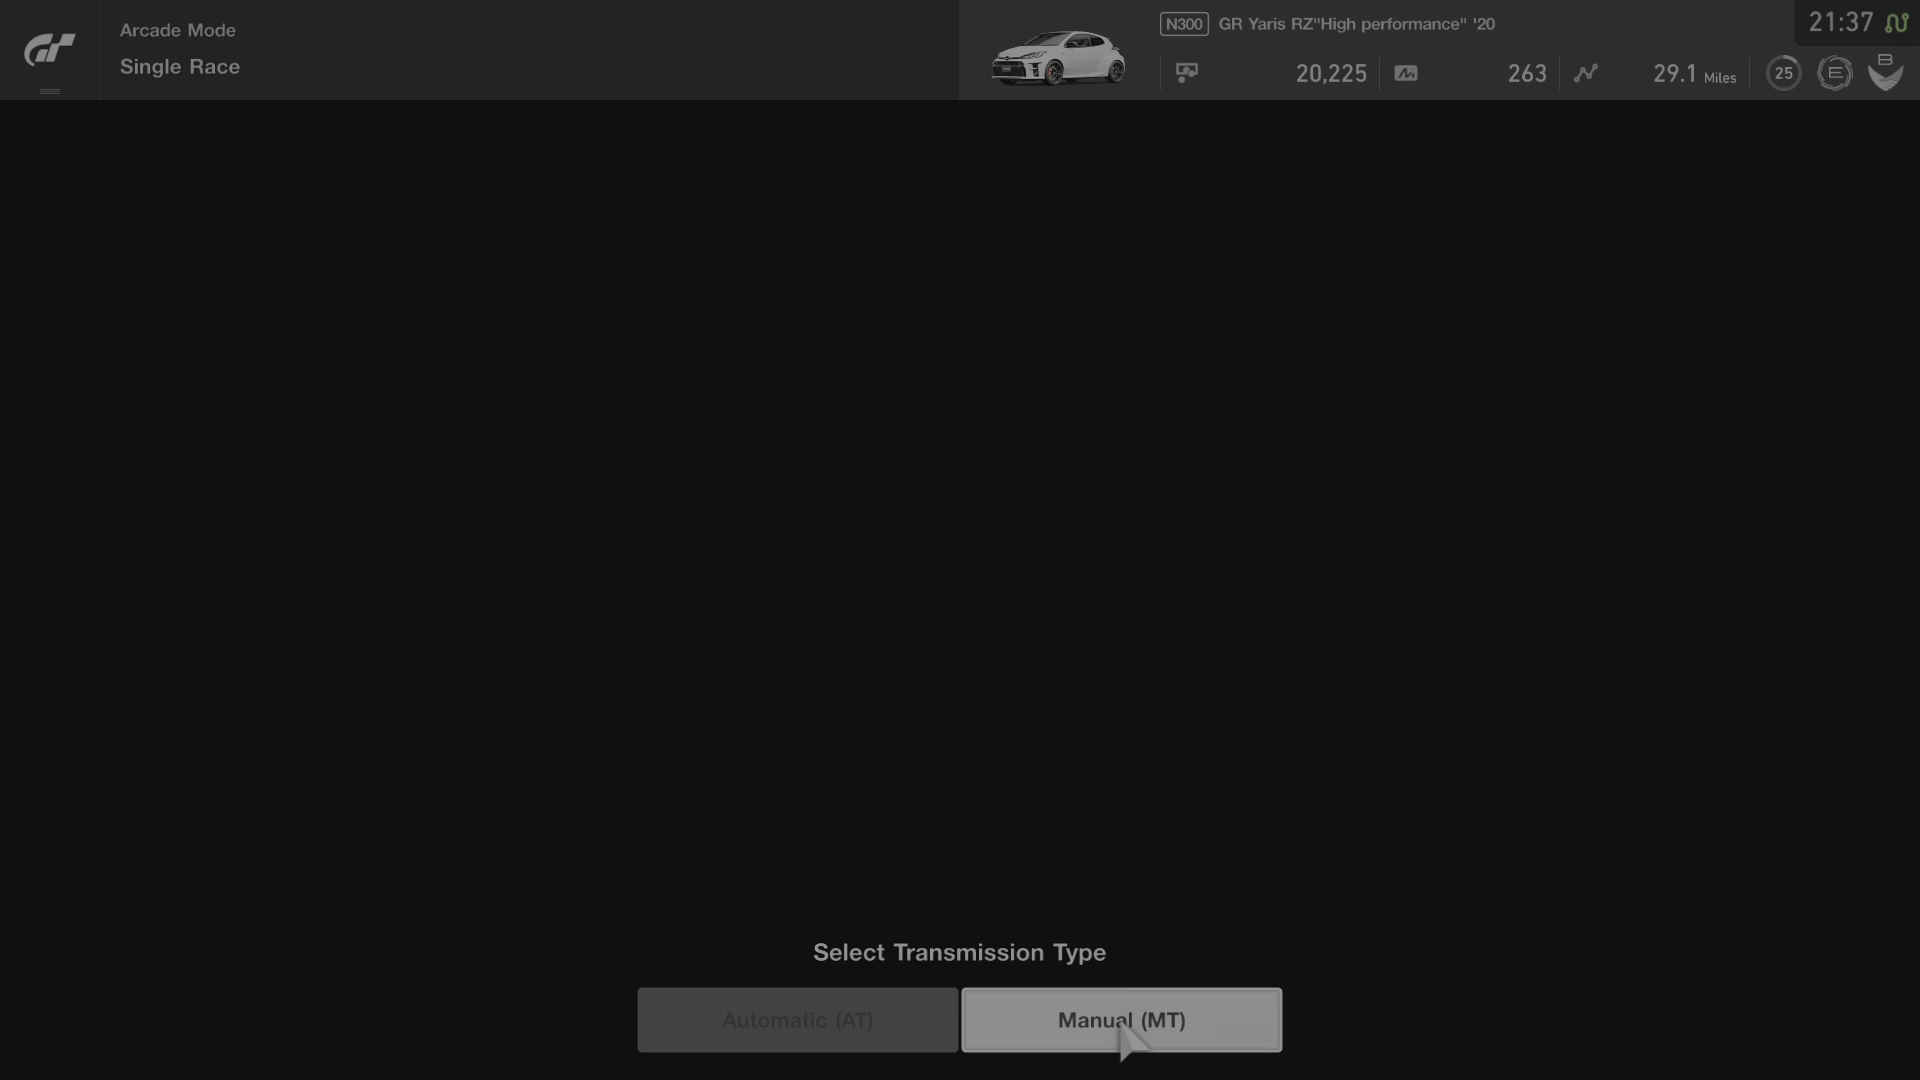 Arcade Mode
Single Race
N300 GR Yaris RZ"High performance" '20
20,225 263 29.1 Miles 25 E B
21:37
Select Transmission Type
Automatic (AT) Manual (MT)